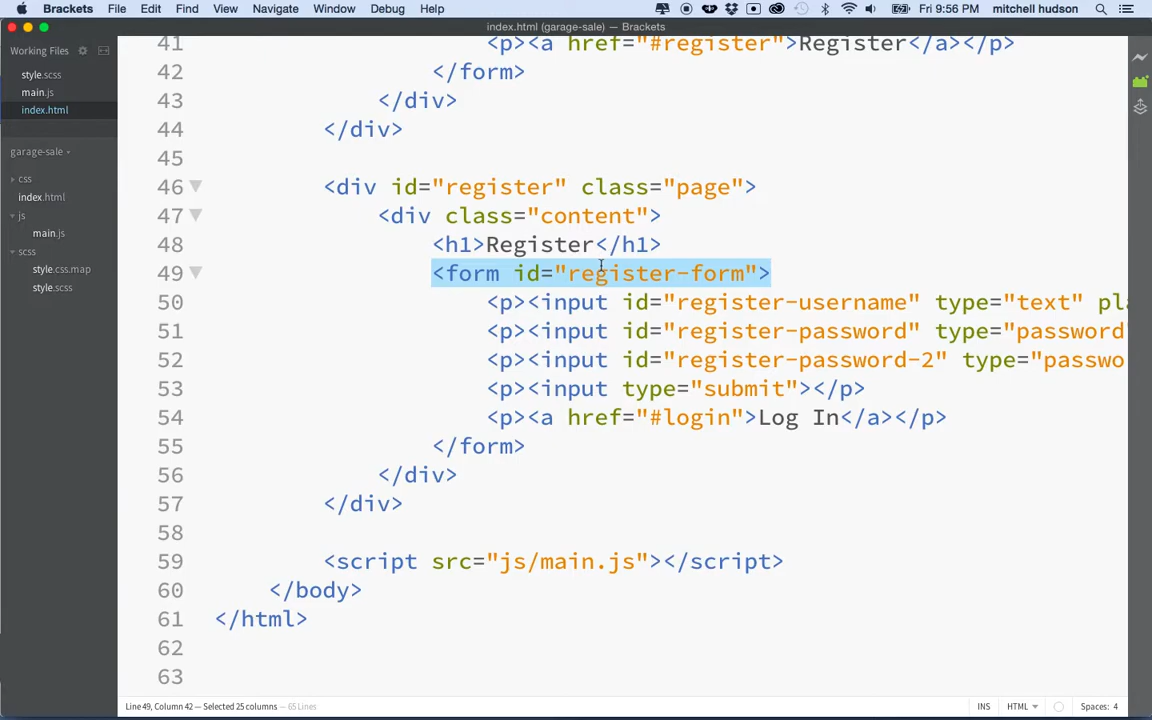 Brackets File Edit Find View Navigate Window Debug Help Fri 9:56 PM mitchell hudson
index.html (garage-sale) — Brackets
Working Files
style.scss
main.js
index.html
garage-sale
css
index.html
js
main.js
scss
style.css.map
style.scss
41 <p><a href="#register">Register</a></p>
42 </form>
43 </div>
44 </div>
45
46 <div id="register" class="page">
47 <div class="content">
48 <h1>Register</h1>
49 <form id="register-form">
50 <p><input id="register-username" type="text" pl
51 <p><input id="register-password" type="password"
52 <p><input id="register-password-2" type="passwo
53 <p><input type="submit"></p>
54 <p><a href="#login">Log In</a></p>
55 </form>
56 </div>
57 </div>
58
59 <script src="js/main.js"></script>
60 </body>
61 </html>
62
63
Line 49, Column 42 — Selected 25 columns — 65 Lines INS HTML Spaces: 4